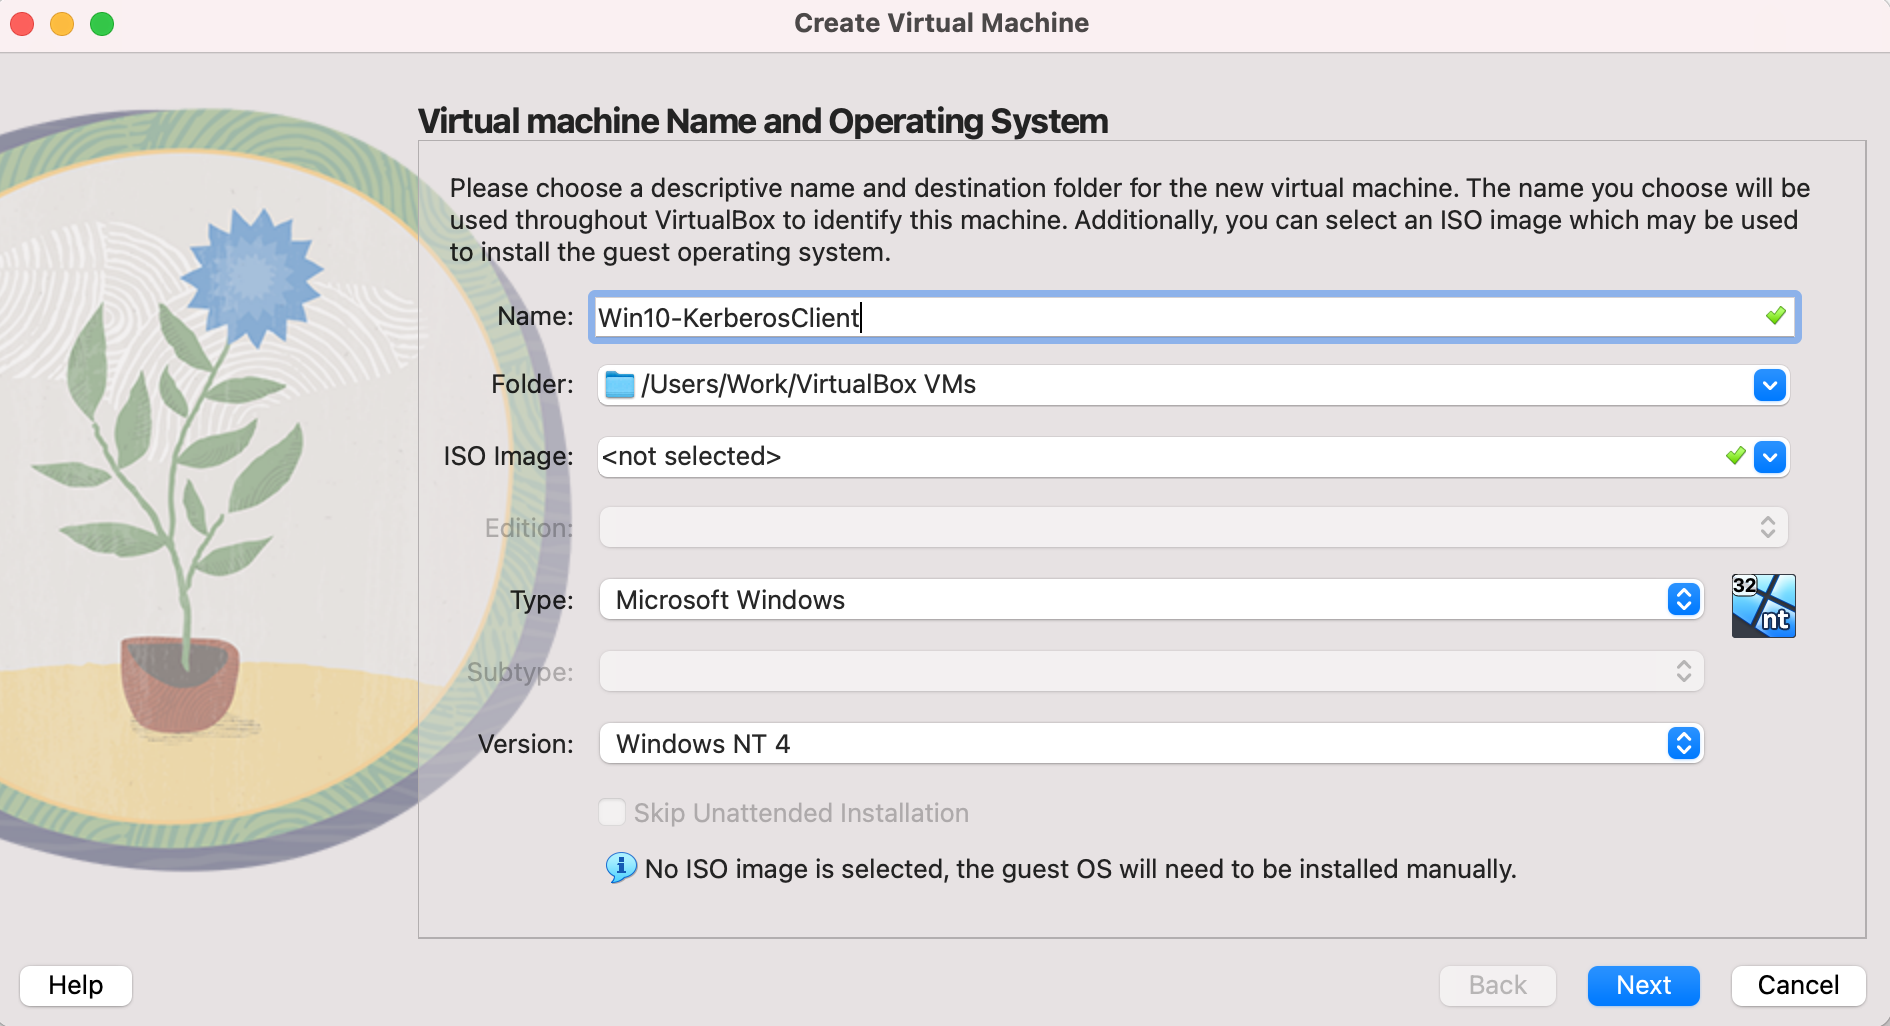 Create Virtual Machine
Virtual machine Name and Operating System
Please choose a descriptive name and destination folder for the new virtual machine. The name you choose will be
used throughout VirtualBox to identify this machine. Additionally, you can select an ISO image which may be used
to install the guest operating system.
Name: Win10-KerberosClient
Folder: /Users/Work/VirtualBox VMs
ISO Image: <not selected>
Edition:
Type: Microsoft Windows
32
nt
Subtype:
Version: Windows NT 4
Skip Unattended Installation
No ISO image is selected, the guest OS will need to be installed manually.
Help Back Next Cancel